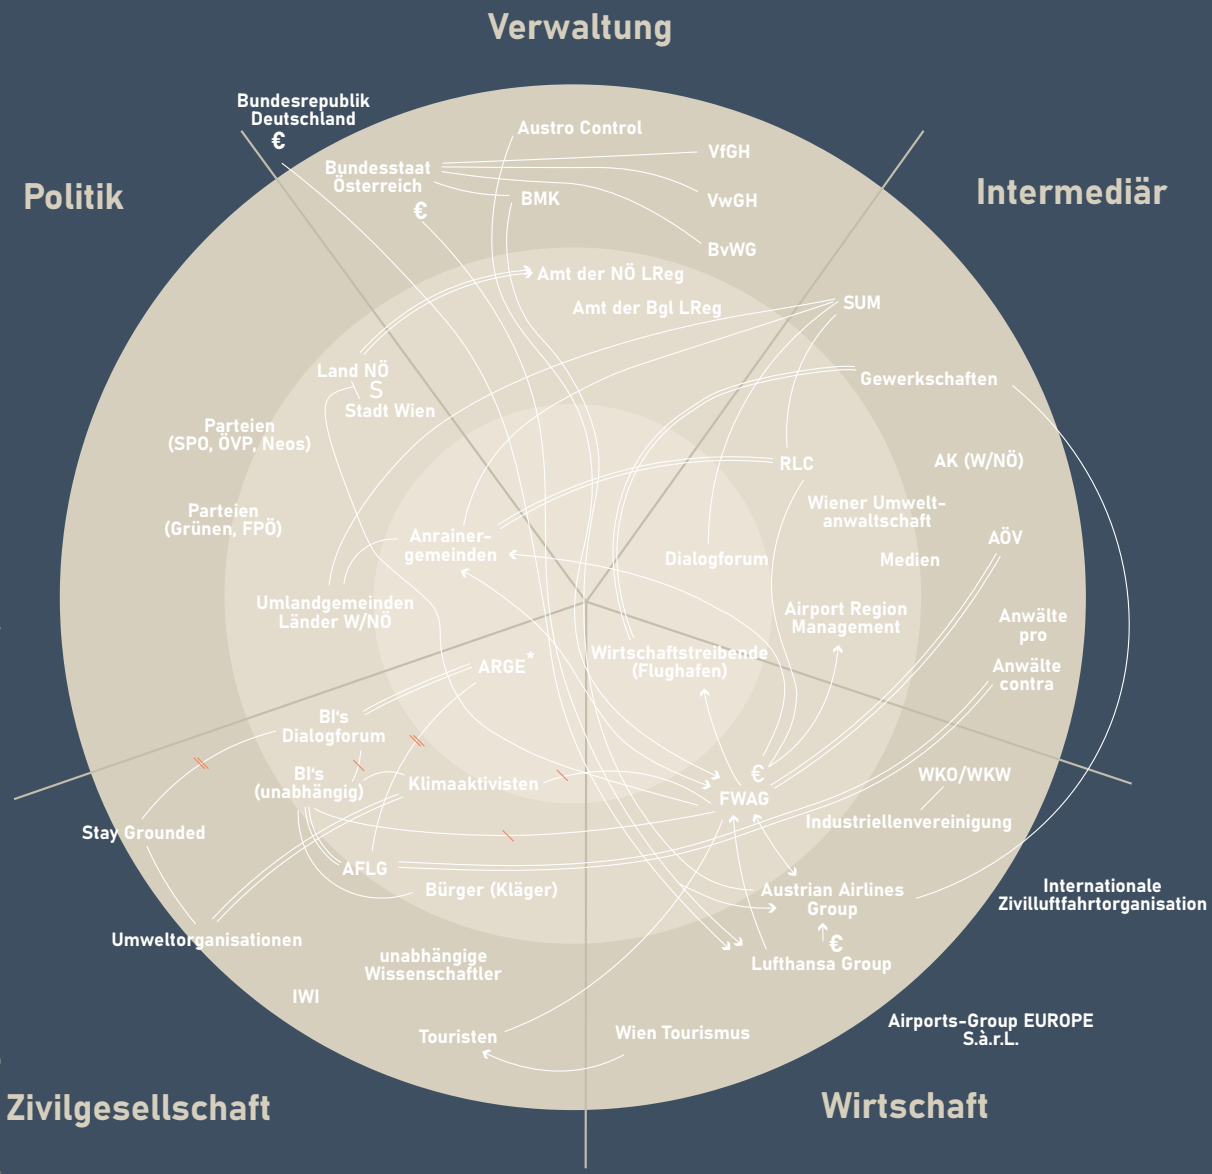 Verwaltung
Politik
Intermediär
Bundesrepublik
Deutschland
€
Austro Control
Bundesstaat
Österreich
€
VfGH
BMK
VwGH
BvWG
Amt der NÖ LReg
Amt der Bgl LReg
SUM
Land NÖ
S
Stadt Wien
Gewerkschaften
Parteien
(SPO, ÖVP, Neos)
RLC
AK (W/NÖ)
Parteien
(Grünen, FPÖ)
Wiener Umwelt-
anwaltschaft
Anrainer-
gemeinden
Dialogforum
Medien
AÖV
Umlandgemeinden
Länder W/NÖ
Airport Region
Management
Anwälte
pro
ARGE*
Wirtschaftstreibende
(Flughafen)
Anwälte
contra
BI's
Dialogforum
BI's
(unabhängig)
Klimaaktivisten
€
FWAG
WKO/WKW
Stay Grounded
Industriellenvereinigung
AFLG
Bürger (Kläger)
Austrian Airlines
Group
Internationale
Zivilluftfahrtorganisation
Umweltorganisationen
€
Lufthansa Group
unabhängige
Wissenschaftler
IWI
Touristen
Wien Tourismus
Airports-Group EUROPE
S.à.r.L.
Zivilgesellschaft
Wirtschaft